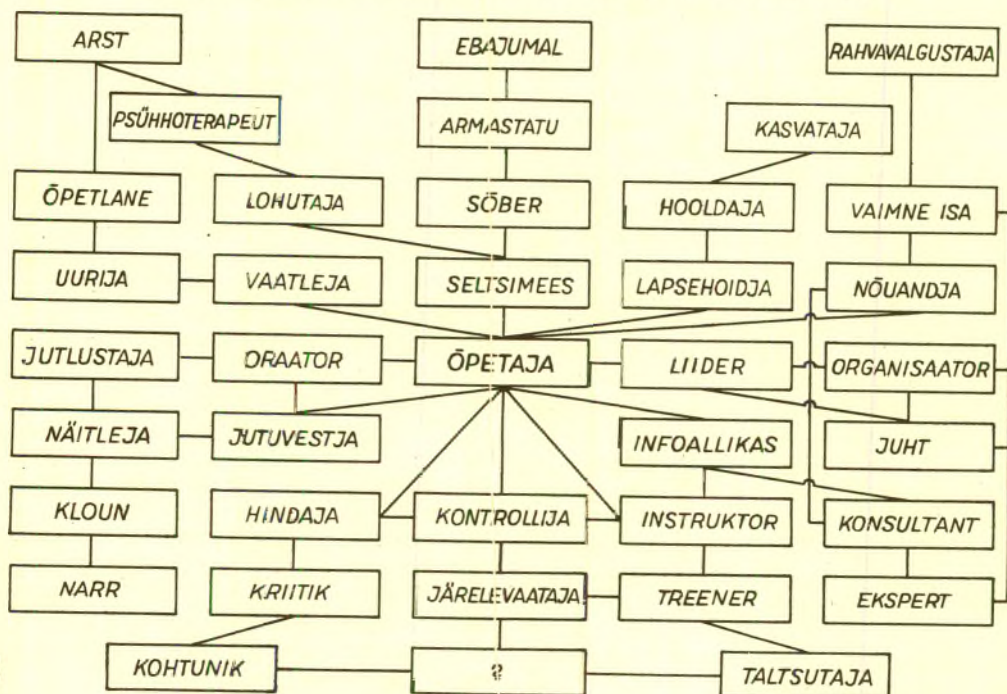 ARST
EBAJUMAL
RAHVAVALGUSTAJA
PSÜHHOTERAPEUT
ARMASTATU
KASVATAJA
ÕPETLANE
LOHUTAJA
SÕBER
HOOLDAJA
VAIMNE ISA
UURIJA
VAATLEJA
SELTSIMEES
LAPSEHOIDJA
NÕUANDJA
JUTLUSTAJA
ORAATOR
ÕPETAJA
LIIDER
ORGANISAATOR
NÄITLEJA
JUTUVESTJA
INFOALLIKAS
JUHT
KLOUN
HINDAJA
KONTROLLIJA
INSTRUKTOR
KONSULTANT
NARR
KRIITIK
JÄRELEVAATAJA
TREENER
EKSPERT
KOHTUNIK
?
TALTSUTAJA